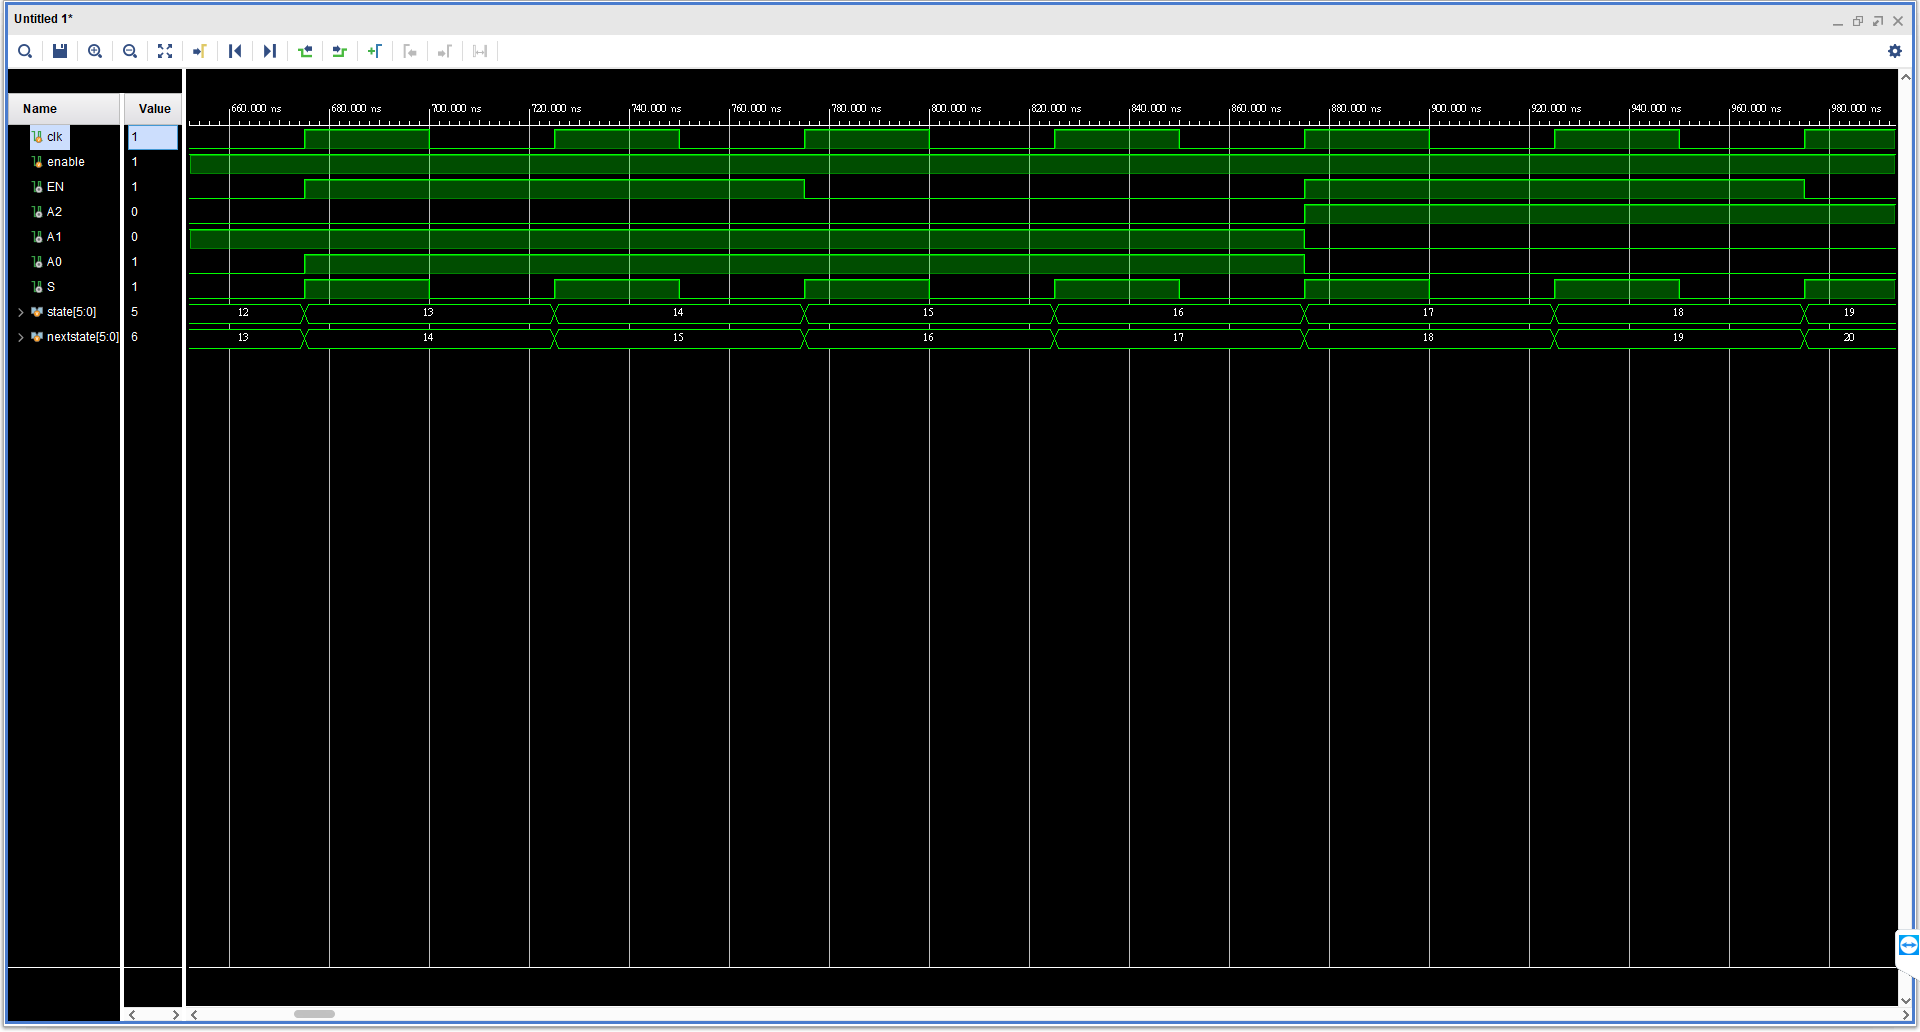 Untitled 1*
Name Value
660.000 ns 680.000 ns 700.000 ns 720.000 ns 740.000 ns 760.000 ns 780.000 ns 800.000 ns 820.000 ns 840.000 ns 860.000 ns 880.000 ns 900.000 ns 920.000 ns 940.000 ns 960.000 ns 980.000 ns
clk 1
enable 1
EN 1
A2 0
A1 0
A0 1
S 1
state[5:0] 5 12 13 14 15 16 17 18 19
nextstate[5:0] 6 13 14 15 16 17 18 19 20